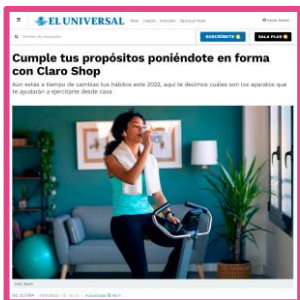 EL UNIVERSAL
SUSCRÍBETE
SALA PLUS
Cumple tus propósitos poniéndote en forma
con Claro Shop
Aun estás a tiempo de cambiar tus hábitos este 2022, aquí te decimos cuáles son los aparatos que
te ayudarán a ejercitarte desde casa